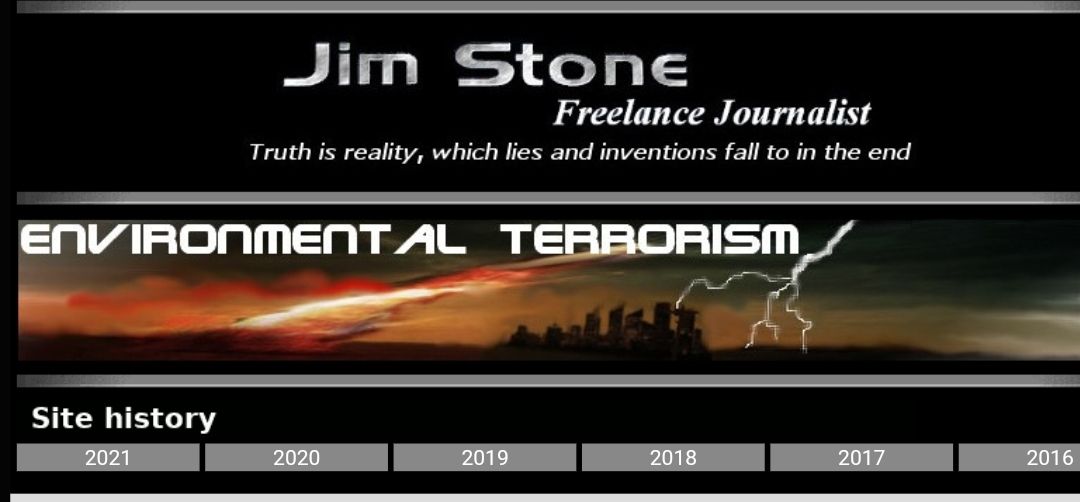 Jim Stone
Freelance Journalist
Truth is reality, which lies and inventions fall to in the end
ENVIRONMENTAL TERRORISM
Site history
2021 2020 2019 2018 2017 2016